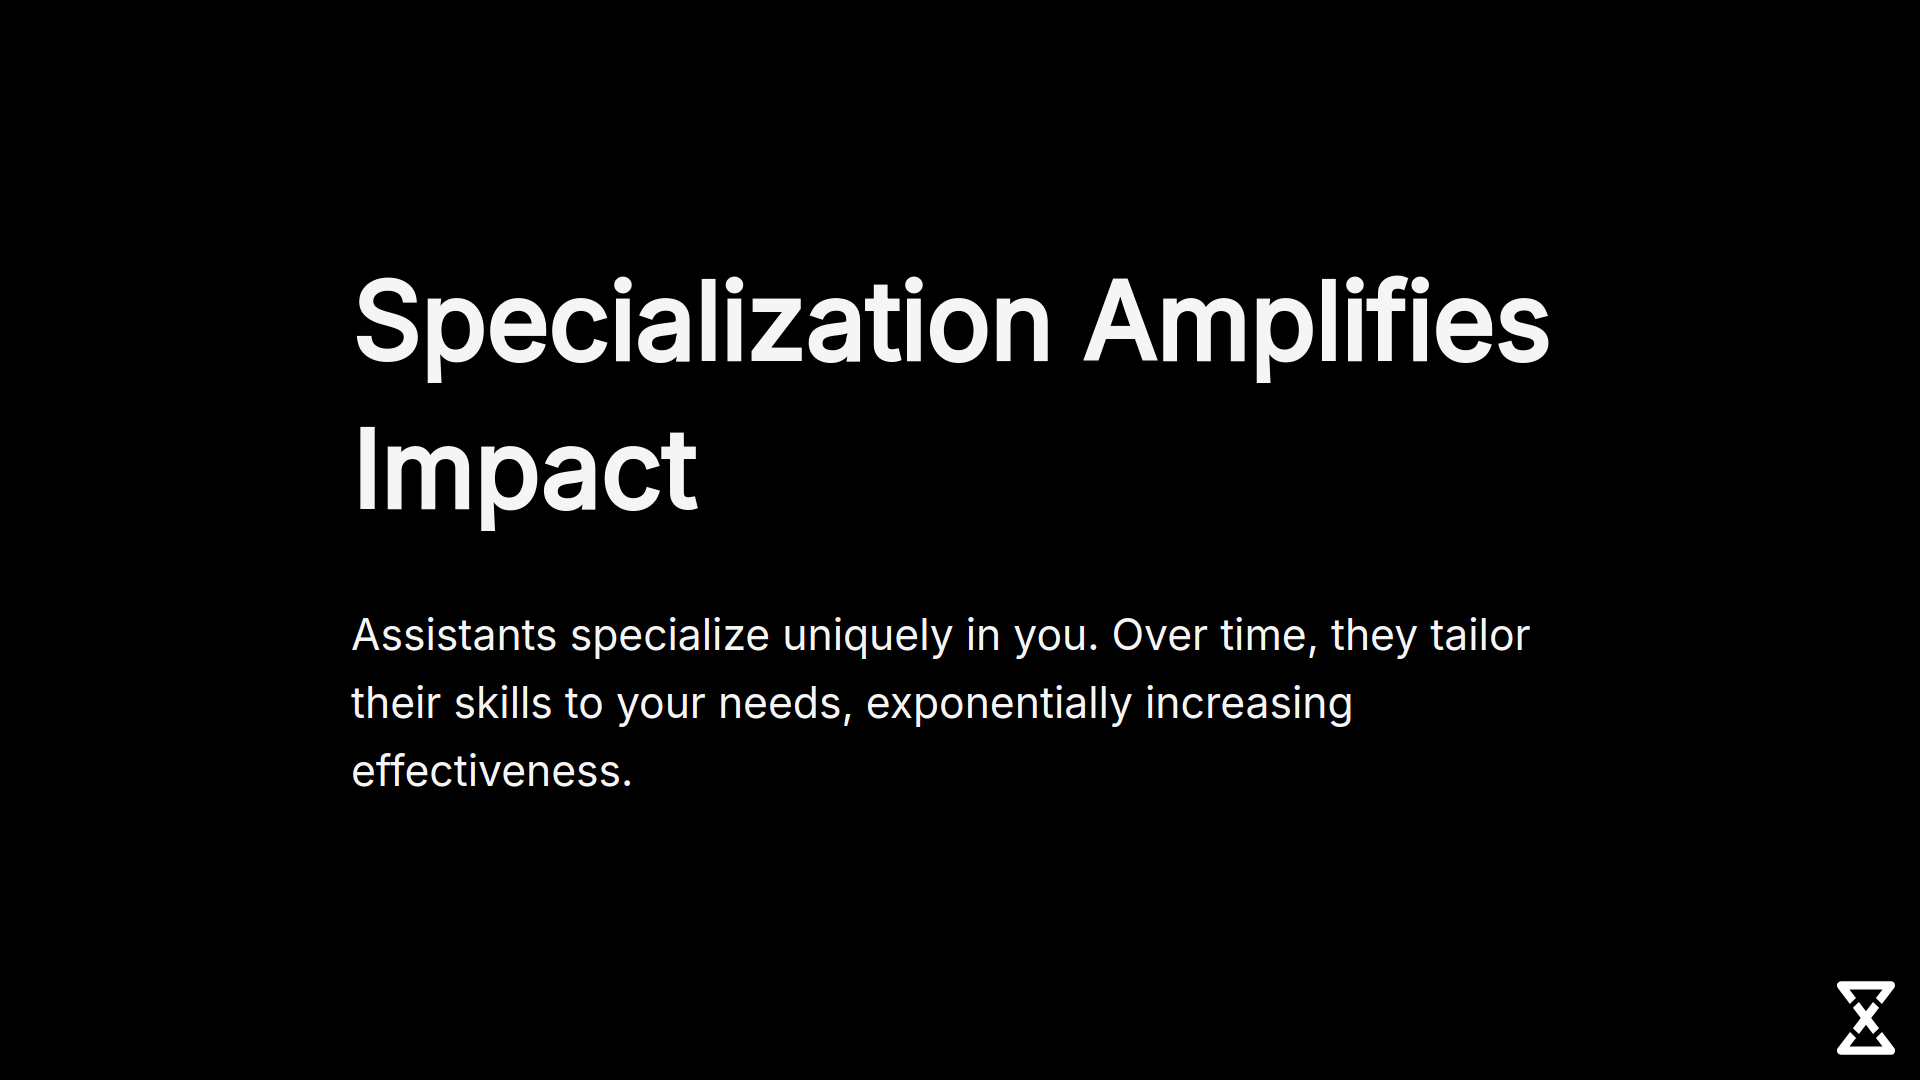 Specialization Amplifies
Impact
Assistants specialize uniquely in you. Over time, they tailor
their skills to your needs, exponentially increasing
effectiveness.